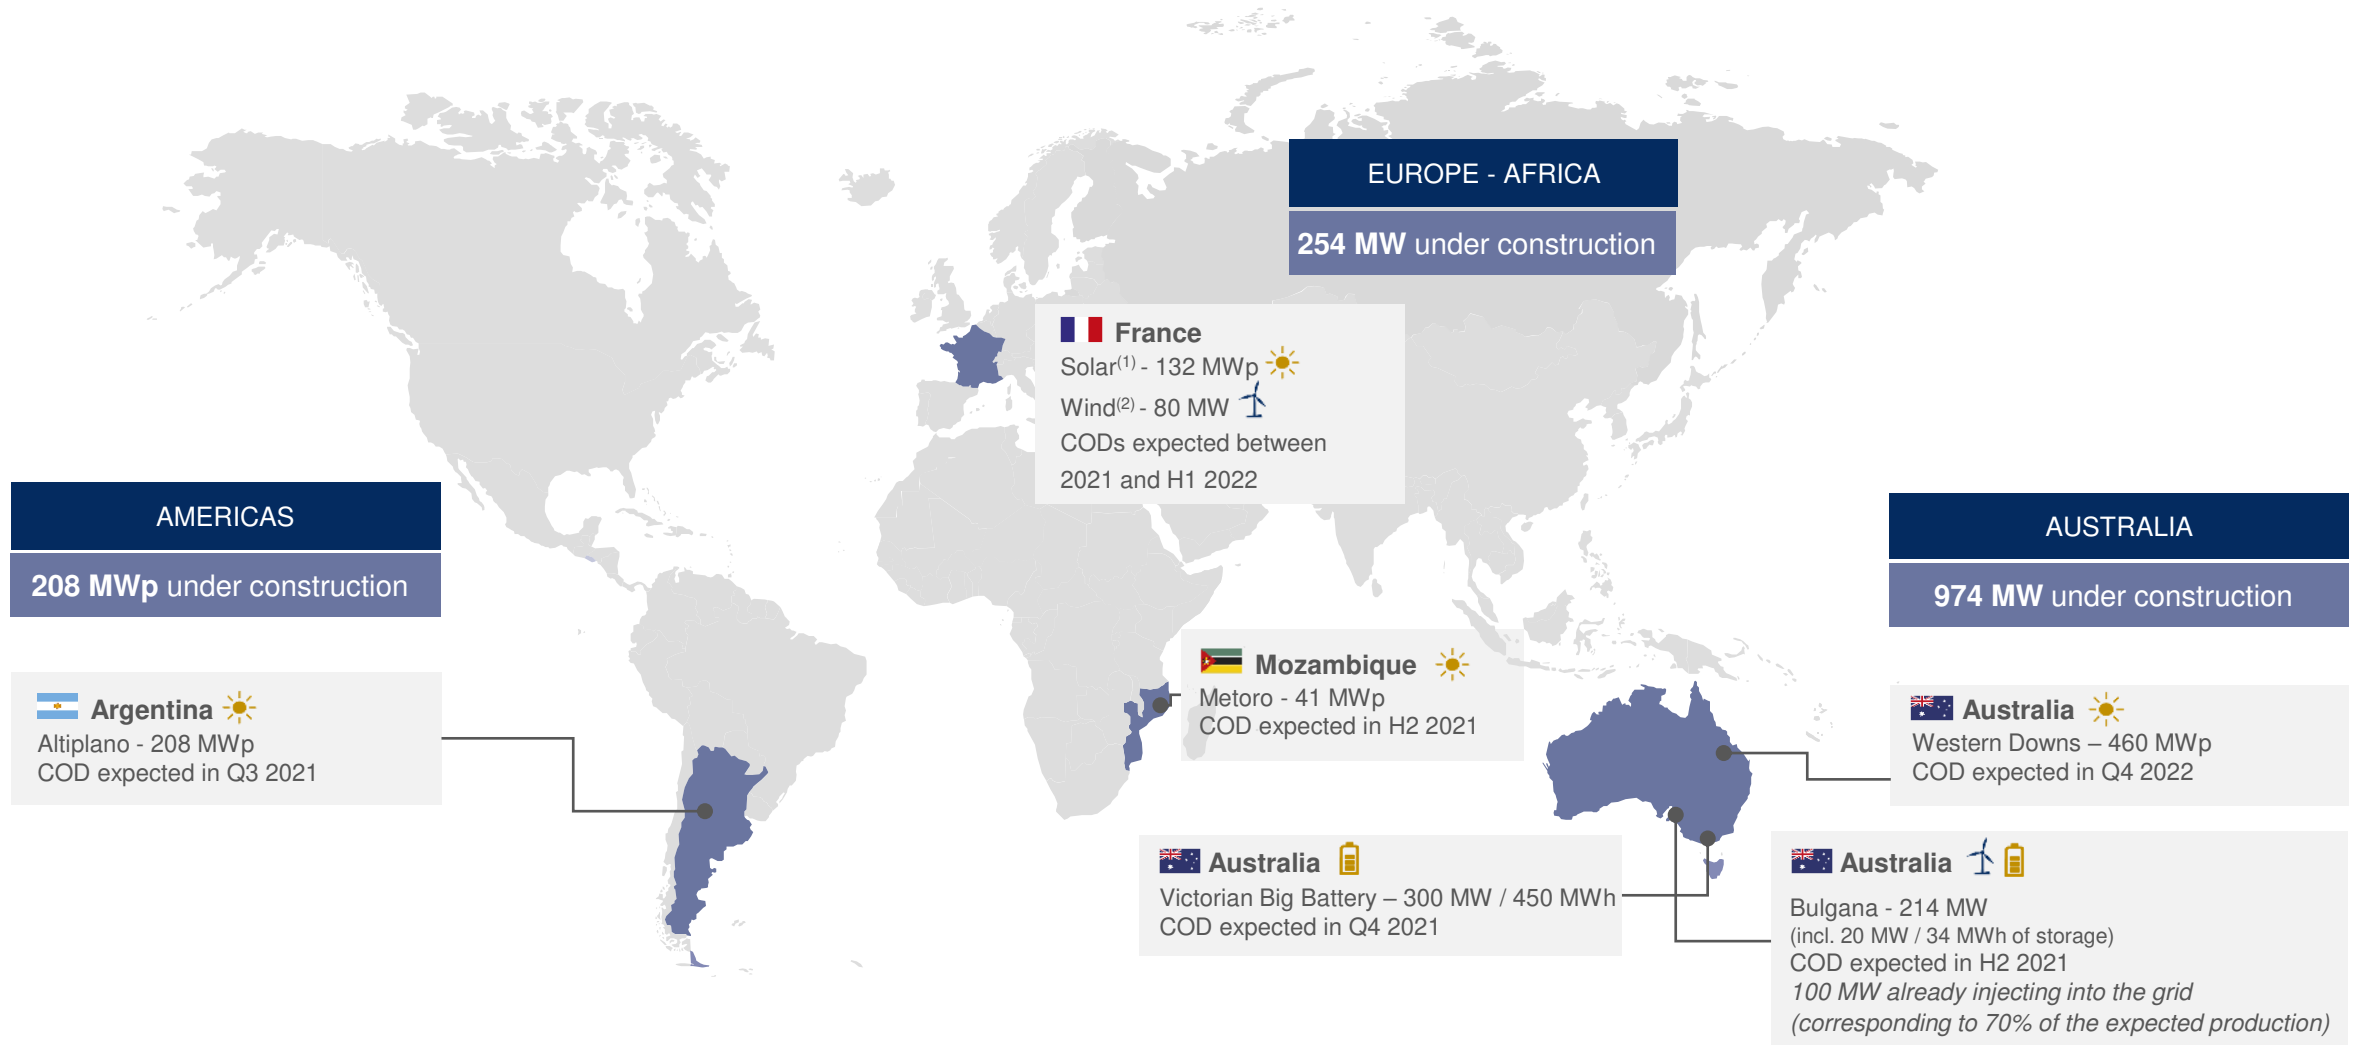 EUROPE - AFRICA
254 MW under construction
France
Solar(1) - 132 MWp
Wind(2) - 80 MW
CODs expected between
2021 and H1 2022
AMERICAS
208 MWp under construction
Argentina
Altiplano - 208 MWp
COD expected in Q3 2021
Mozambique
Metoro - 41 MWp
COD expected in H2 2021
AUSTRALIA
974 MW under construction
Australia
Western Downs – 460 MWp
COD expected in Q4 2022
Australia
Victorian Big Battery – 300 MW / 450 MWh
COD expected in Q4 2021
Australia
Bulgana - 214 MW
(incl. 20 MW / 34 MWh of storage)
COD expected in H2 2021
100 MW already injecting into the grid
(corresponding to 70% of the expected production)